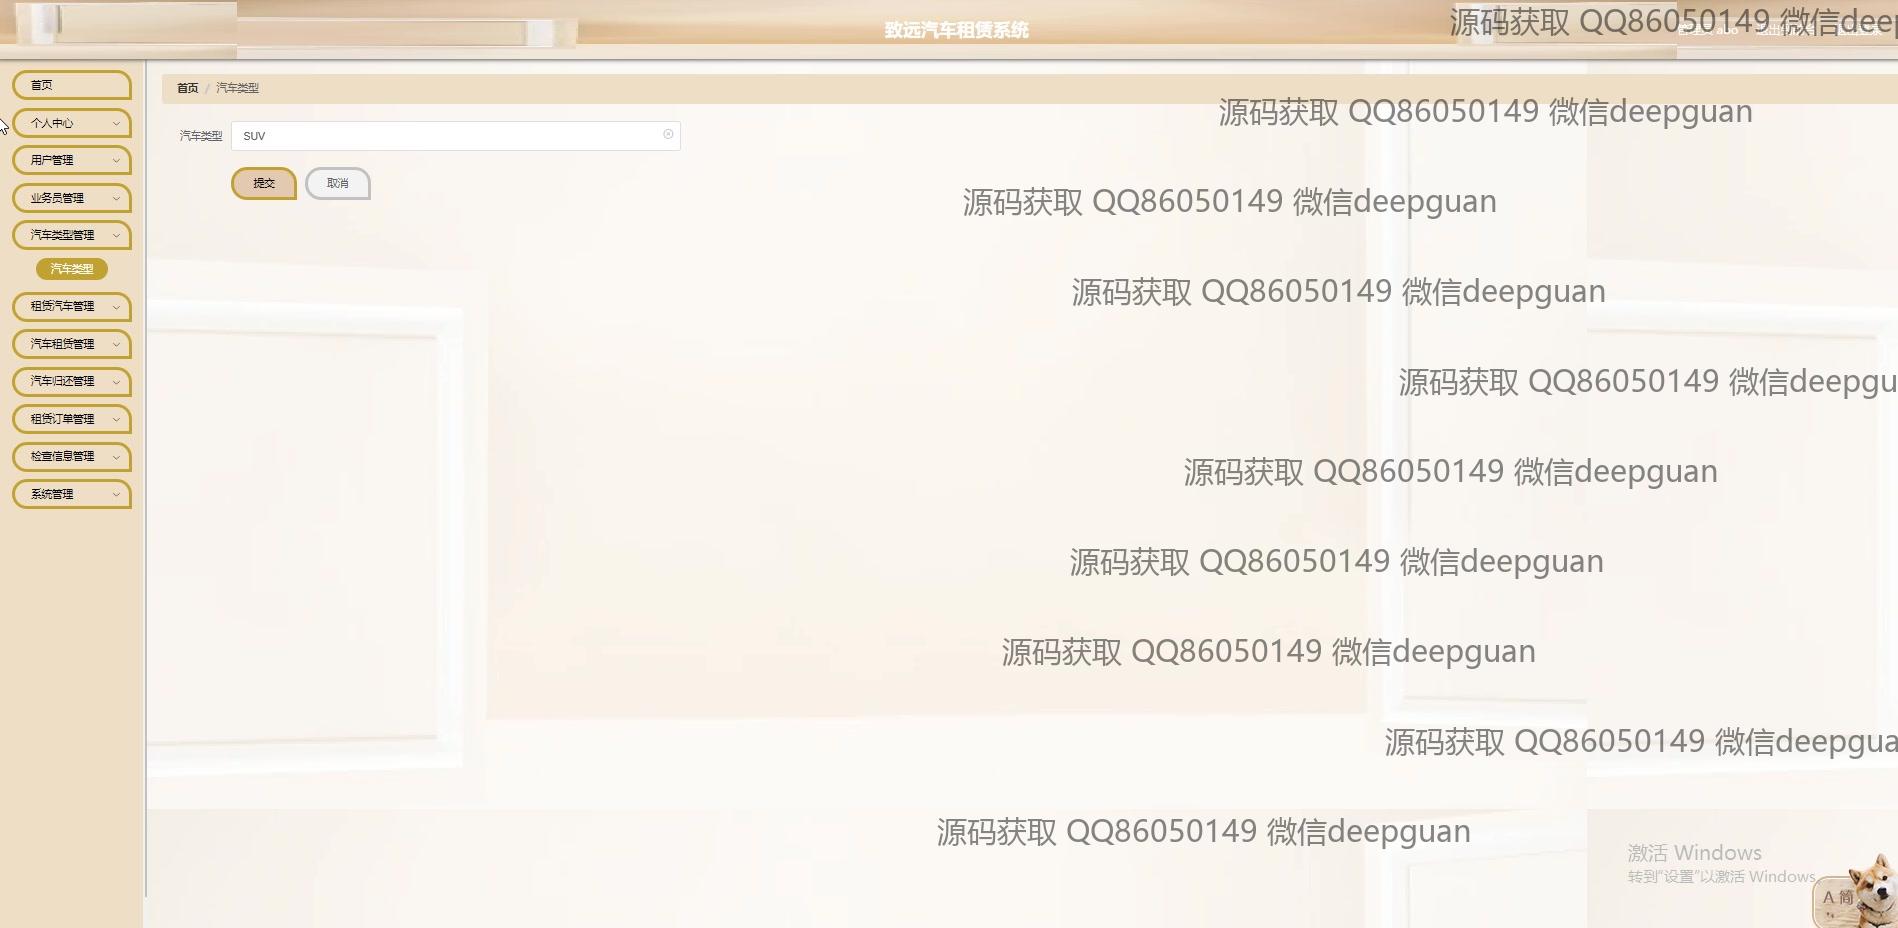 致远汽车租赁系统
源码获取 QQ86050149 微信deep
管理员 abo
首页
个人中心
用户管理
业务员管理
汽车类型管理
汽车类型
租赁汽车管理
汽车租赁管理
汽车归还管理
租赁订单管理
检查信息管理
系统管理
首页 / 汽车类型
源码获取 QQ86050149 微信deepguan
汽车类型 SUV
提交 取消
源码获取 QQ86050149 微信deepguan
源码获取 QQ86050149 微信deepguan
源码获取 QQ86050149 微信deepgu
源码获取 QQ86050149 微信deepguan
源码获取 QQ86050149 微信deepguan
源码获取 QQ86050149 微信deepguan
源码获取 QQ86050149 微信deepgua
源码获取 QQ86050149 微信deepguan
激活 Windows
转到"设置"以激活 Windows
A 简